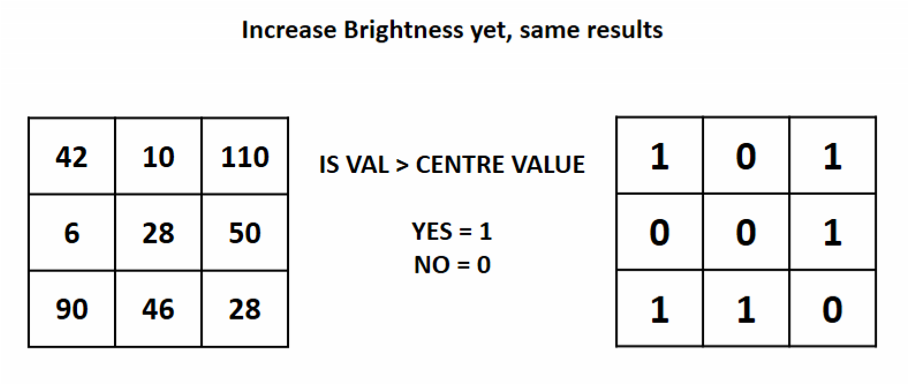 Increase Brightness yet, same results
42 10 110
6 28 50
90 46 28
IS VAL > CENTRE VALUE
YES = 1
NO = 0
1 0 1
0 0 1
1 1 0